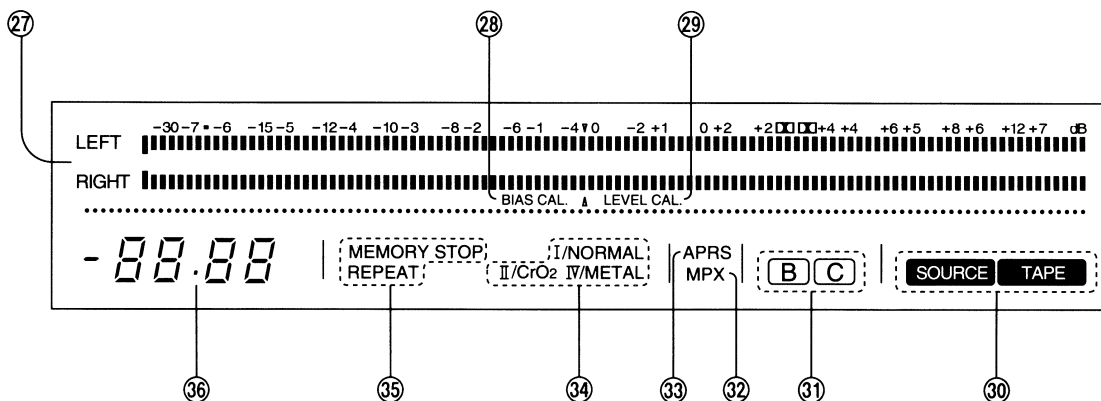 27 28 29
-30 -7 -6 -15 -5 -12 -4 -10 -3 -8 -2 -6 -1 -4 0 -2 +1 0 +2 +2 +4 +4 +6 +5 +8 +6 +12 +7 dB
LEFT
RIGHT
BIAS CAL. LEVEL CAL.
-88.88 MEMORY STOP I/NORMAL APRS B C SOURCE TAPE
REPEAT II/CrO₂ IV/METAL MPX
36 35 34 33 32 31 30